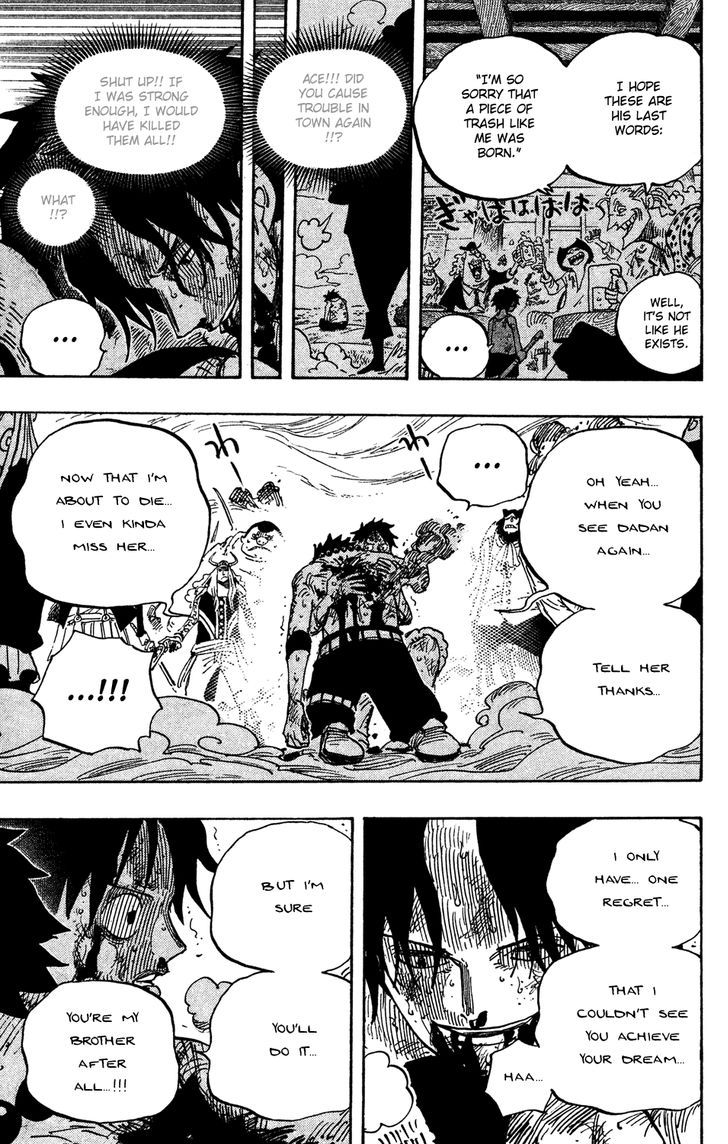 I HOPE
THESE ARE
HIS LAST
WORDS:
"I'M SO
SORRY THAT
A PIECE OF
TRASH LIKE
ME WAS
BORN."
ぎゃはははは
WELL,
IT'S NOT
LIKE HE
EXISTS.
...
ACE!!! DID
YOU CAUSE
TROUBLE IN
TOWN AGAIN
!!?
SHUT UP!! IF
I WAS STRONG
ENOUGH, I WOULD
HAVE KILLED
THEM ALL!!
WHAT
!!?
...
OH YEAH...
WHEN YOU
SEE DADAN
AGAIN...
TELL HER
THANKS...
...
NOW THAT I'M
ABOUT TO DIE...
I EVEN KINDA
MISS HER...
...!!!
I ONLY
HAVE... ONE
REGRET...
THAT I
COULDN'T SEE
YOU ACHIEVE
YOUR DREAM...
HAA...
BUT I'M
SURE
YOU'LL
DO IT...
YOU'RE MY
BROTHER
AFTER
ALL...!!!